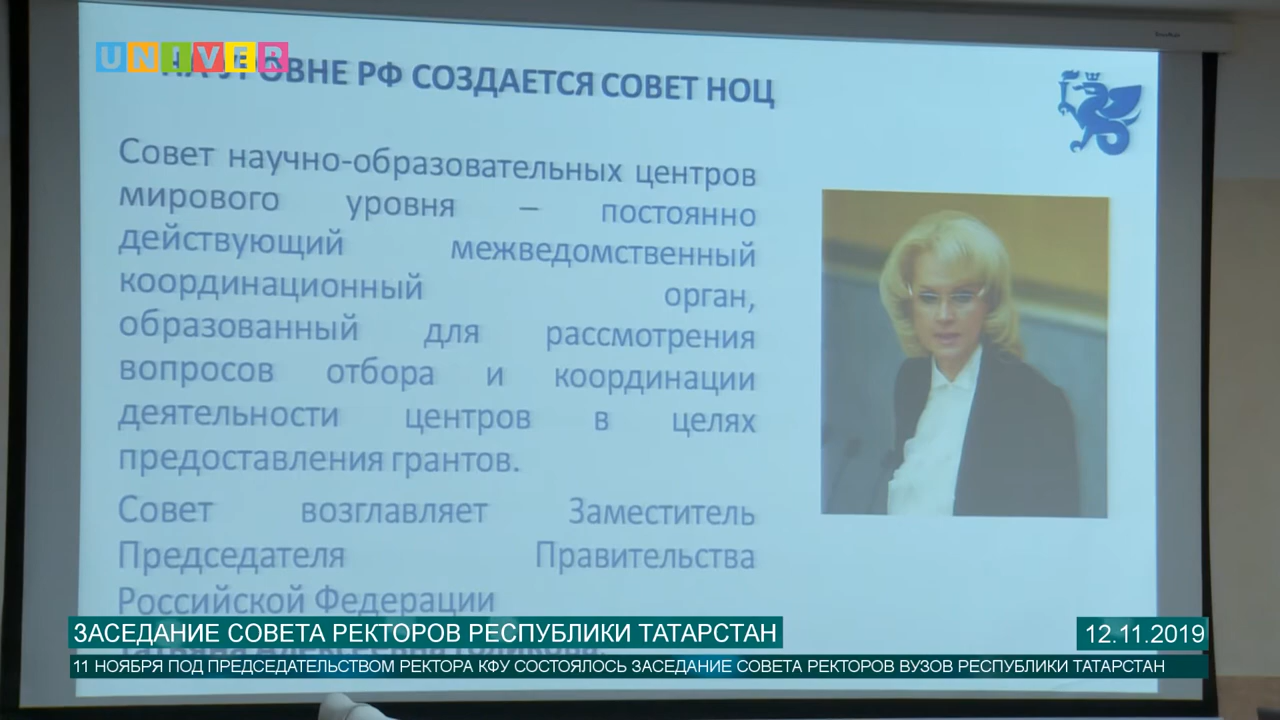 UNIVER
НА УРОВНЕ РФ СОЗДАЕТСЯ СОВЕТ НОЦ
Совет научно-образовательных центров
мирового уровня – постоянно
действующий межведомственный
координационный орган,
образованный для рассмотрения
вопросов отбора и координации
деятельности центров в целях
предоставления грантов.
Совет возглавляет Заместитель
Председателя Правительства
Российской Федерации
ЗАСЕДАНИЕ СОВЕТА РЕКТОРОВ РЕСПУБЛИКИ ТАТАРСТАН
12.11.2019
11 НОЯБРЯ ПОД ПРЕДСЕДАТЕЛЬСТВОМ РЕКТОРА КФУ СОСТОЯЛОСЬ ЗАСЕДАНИЕ СОВЕТА РЕКТОРОВ ВУЗОВ РЕСПУБЛИКИ ТАТАРСТАН